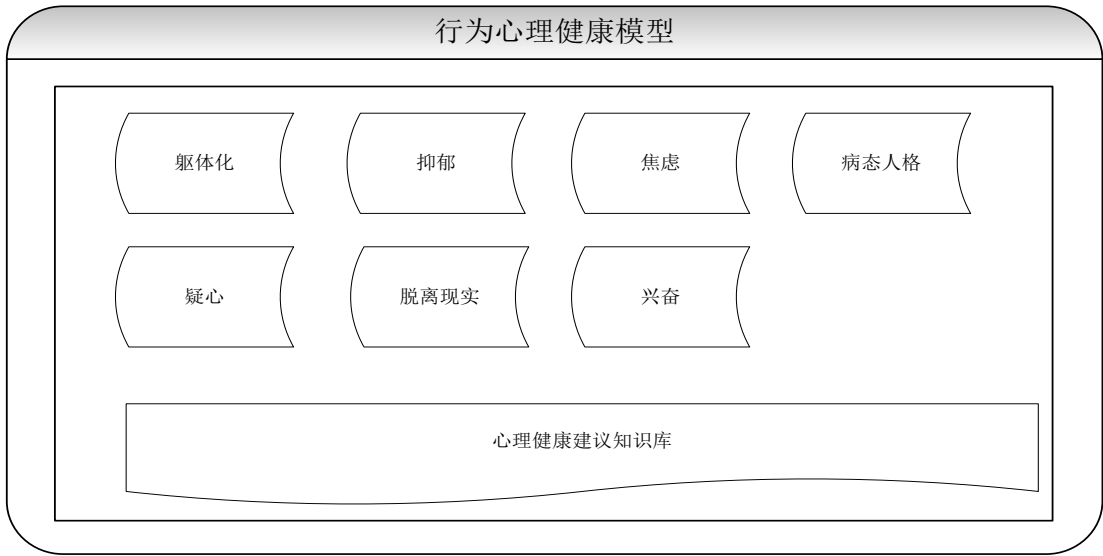 行为心理健康模型
躯体化
抑郁
焦虑
病态人格
疑心
脱离现实
兴奋
心理健康建议知识库